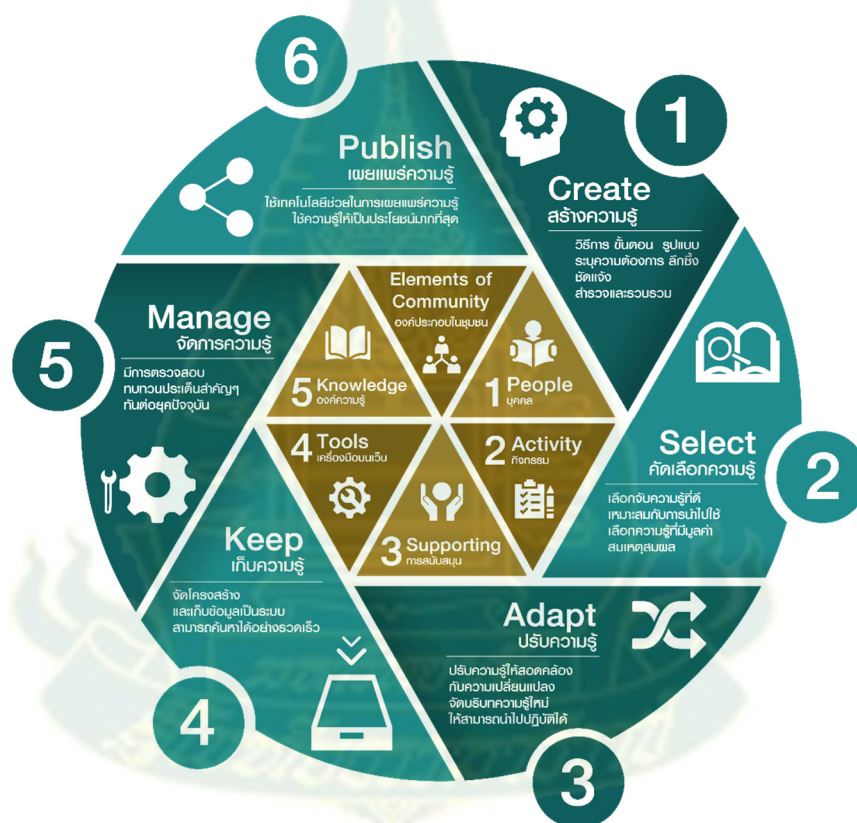 1
Create
สร้างความรู้
วิธีการ ขั้นตอน รูปแบบ
ระบุความต้องการ ลึกซึ้ง
ชัดแจ้ง
สำรวจและรวบรวม
2
Select
คัดเลือกความรู้
เลือกจับความรู้ที่ดี
เหมาะสมกับการนำไปใช้
เลือกความรู้ที่มีมูลค่า
สมเหตุสมผล
3
Adapt
ปรับความรู้
ปรับความรู้ให้สอดคล้อง
กับความเปลี่ยนแปลง
จัดบริบทความรู้ใหม่
ให้สามารถนำไปปฏิบัติได้
4
Keep
เก็บความรู้
จัดโครงสร้าง
และเก็บข้อมูลเป็นระบบ
สามารถค้นหาได้อย่างรวดเร็ว
5
Manage
จัดการความรู้
มีการตรวจสอบ
ทบทวนประเด็นสำคัญๆ
ทันต่อยุคปัจจุบัน
6
Publish
เผยแพร่ความรู้
ใช้เทคโนโลยีช่วยในการเผยแพร่ความรู้
ใช้ความรู้ให้เป็นประโยชน์มากที่สุด
Elements of
Community
องค์ประกอบในชุมชน
1 People
บุคคล
2 Activity
กิจกรรม
3 Supporting
การสนับสนุน
4 Tools
เครื่องมือบนเว็บ
5 Knowledge
องค์ความรู้